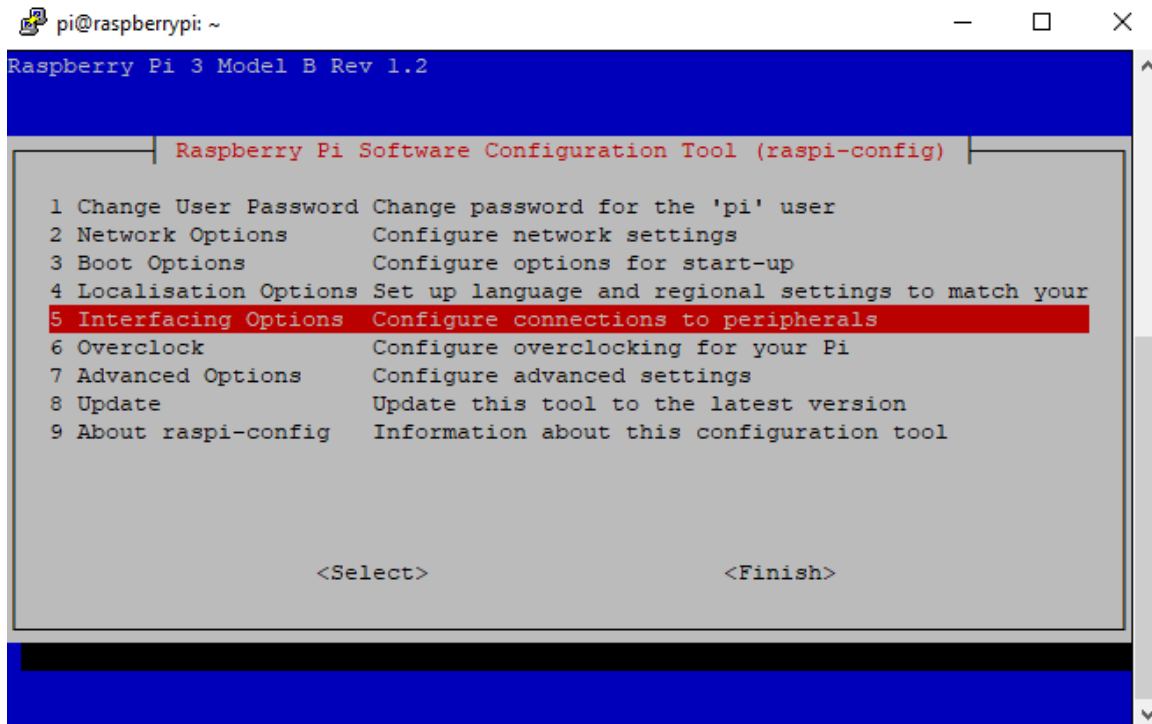 pi@raspberrypi: ~
Raspberry Pi 3 Model B Rev 1.2
Raspberry Pi Software Configuration Tool (raspi-config)
1 Change User Password Change password for the 'pi' user
2 Network Options Configure network settings
3 Boot Options Configure options for start-up
4 Localisation Options Set up language and regional settings to match your
5 Interfacing Options Configure connections to peripherals
6 Overclock Configure overclocking for your Pi
7 Advanced Options Configure advanced settings
8 Update Update this tool to the latest version
9 About raspi-config Information about this configuration tool
<Select> <Finish>